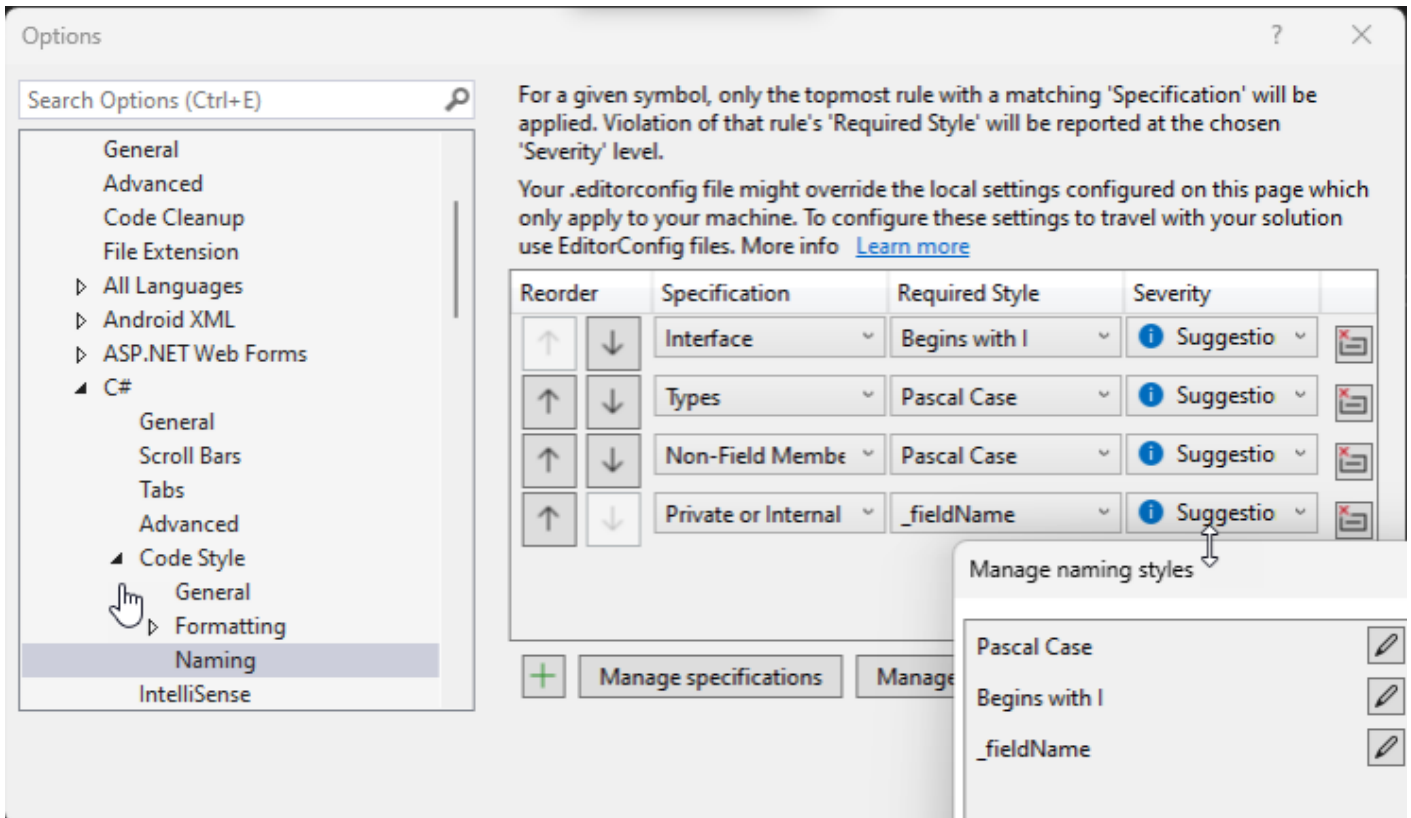 Options
?
Search Options (Ctrl+E)
General
Advanced
Code Cleanup
File Extension
All Languages
Android XML
ASP.NET Web Forms
C#
General
Scroll Bars
Tabs
Advanced
Code Style
General
Formatting
Naming
IntelliSense
For a given symbol, only the topmost rule with a matching 'Specification' will be
applied. Violation of that rule's 'Required Style' will be reported at the chosen
'Severity' level.
Your .editorconfig file might override the local settings configured on this page which
only apply to your machine. To configure these settings to travel with your solution
use EditorConfig files. More info Learn more
Reorder Specification Required Style Severity
Interface Begins with I Suggestio
Types Pascal Case Suggestio
Non-Field Membe Pascal Case Suggestio
Private or Internal _fieldName Suggestio
Manage specifications Manage
Manage naming styles
Pascal Case
Begins with I
_fieldName